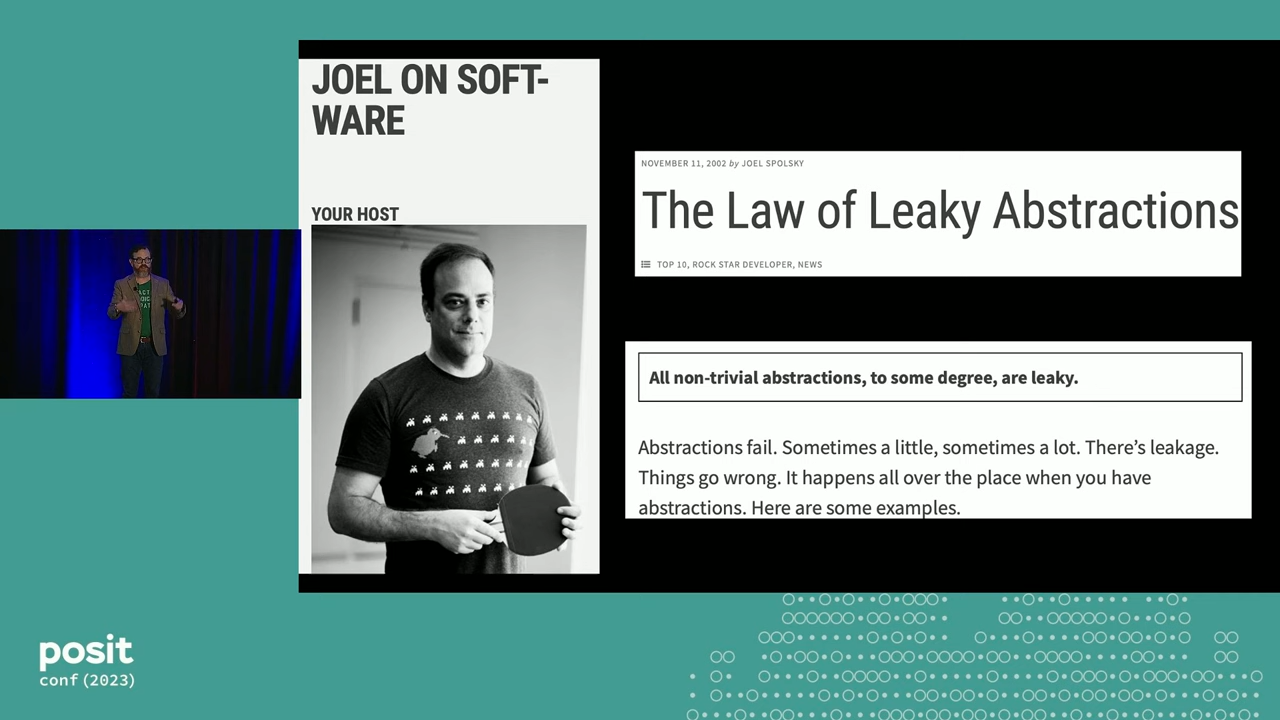 JOEL ON SOFT-
WARE
YOUR HOST
NOVEMBER 11, 2002 by JOEL SPOLSKY
The Law of Leaky Abstractions
TOP 10, ROCK STAR DEVELOPER, NEWS
All non-trivial abstractions, to some degree, are leaky.
Abstractions fail. Sometimes a little, sometimes a lot. There’s leakage.
Things go wrong. It happens all over the place when you have
abstractions. Here are some examples.
posit
conf(2023)